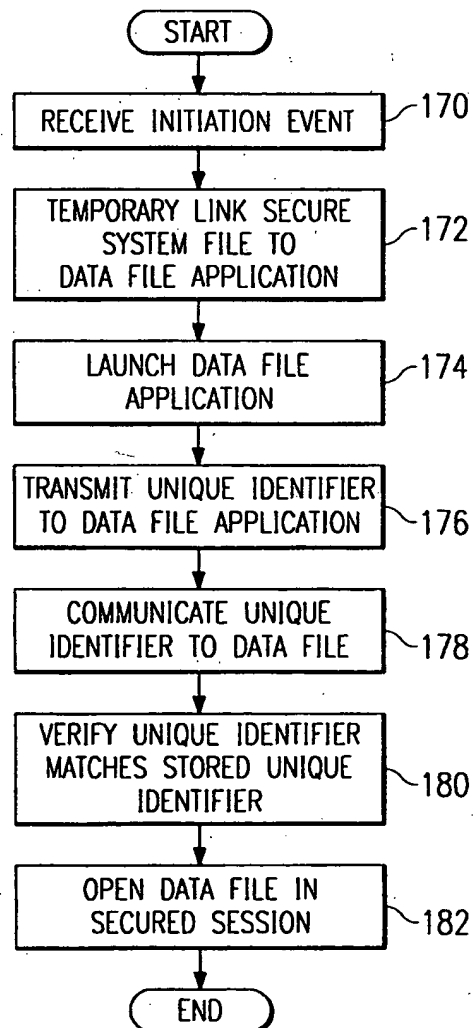 START
RECEIVE INITIATION EVENT
170
TEMPORARY LINK SECURE
SYSTEM FILE TO
DATA FILE APPLICATION
172
LAUNCH DATA FILE
APPLICATION
174
TRANSMIT UNIQUE IDENTIFIER
TO DATA FILE APPLICATION
176
COMMUNICATE UNIQUE
IDENTIFIER TO DATA FILE
178
VERIFY UNIQUE IDENTIFIER
MATCHES STORED UNIQUE
IDENTIFIER
180
OPEN DATA FILE IN
SECURED SESSION
182
END